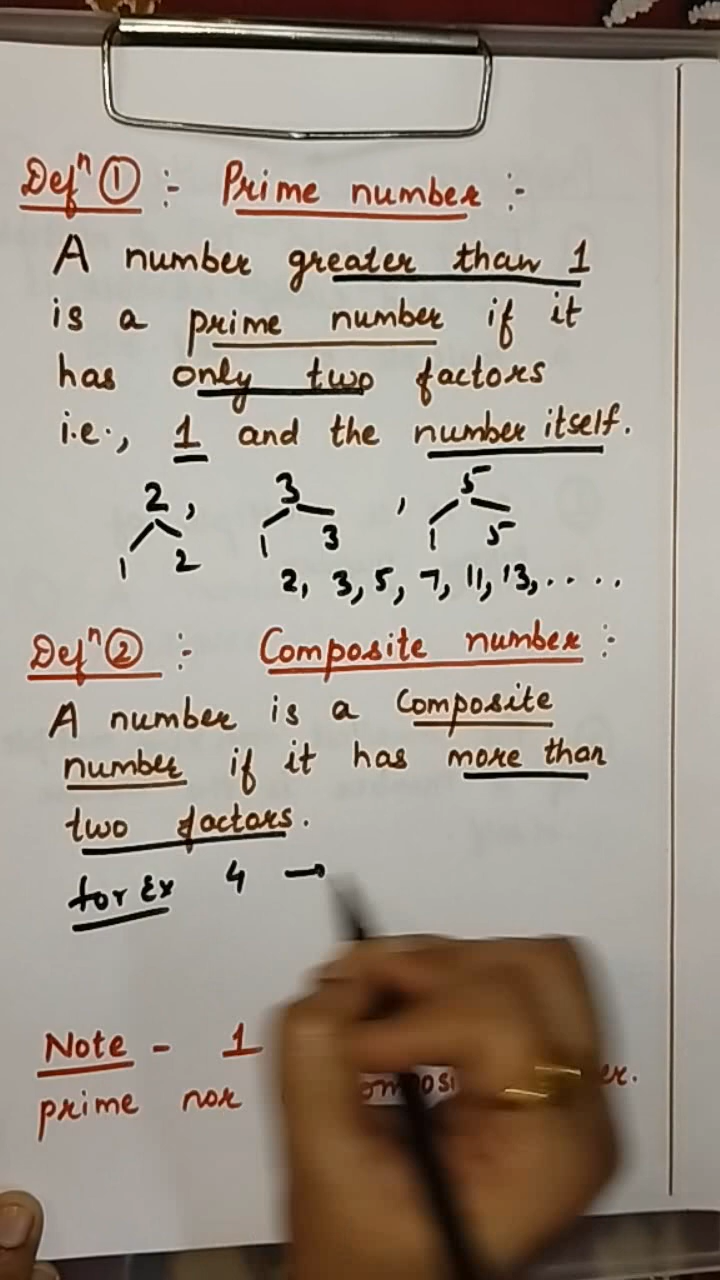 Defⁿ ① :- Prime number :-
A number greater than 1
is a prime number if it
has only two factors
i.e., 1 and the number itself.
2, 3, 5
1 2 1 3 1 5
2, 3, 5, 7, 11, 13, .....
Defⁿ ② :- Composite number :-
A number is a Composite
number if it has more than
two factors.
for Ex 4 →
Note - 1
prime nor